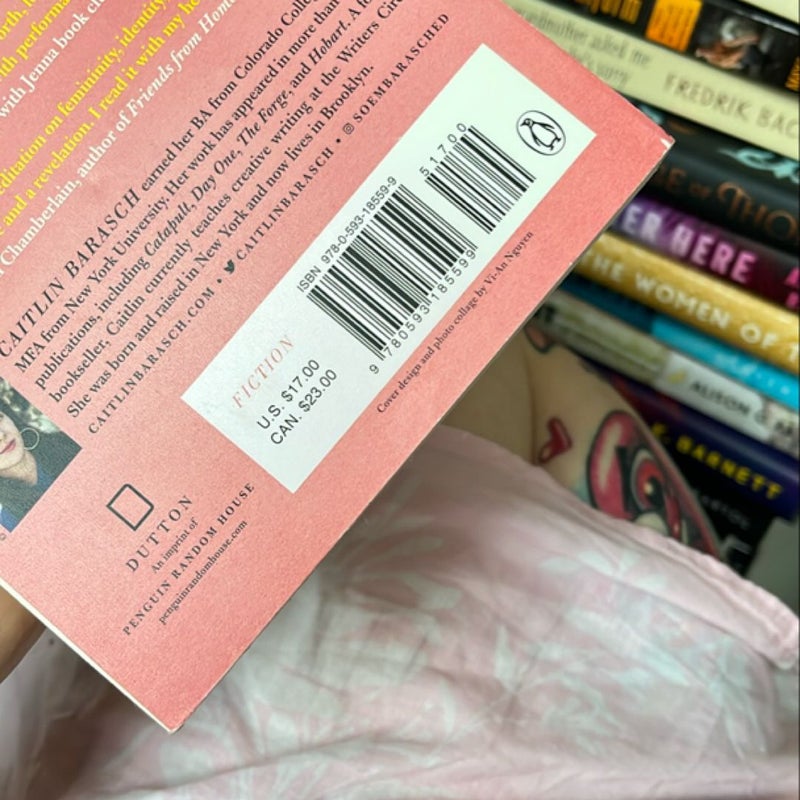 with performa
with Jenna book cl
editation on femininity, identity,
e and a revelation. I read it with my he
Chamberlain, author of Friends from Home
CAITLIN BARASCH earned her BA from Colorado Colleg
MFA from New York University. Her work has appeared in more than
publications, including Catapult, Day One, The Forge, and Hobart. A fo
bookseller, Caitlin currently teaches creative writing at the Writers Circ
She was born and raised in New York and now lives in Brooklyn.
CAITLINBARASCH.COM • CAITLINBARASCH • SOEMBARASCHED
ISBN 978-0-593-18559-9
51700
9 780593 185599
FICTION
U.S. $17.00
CAN. $23.00
Cover design and photo collage by Vi-An Nguyen
DUTTON
An imprint of
PENGUIN RANDOM HOUSE
penguinrandomhouse.com
FREDRIK BAC
ER HERE
THE WOMEN OF
ALISON
E. BARNETT